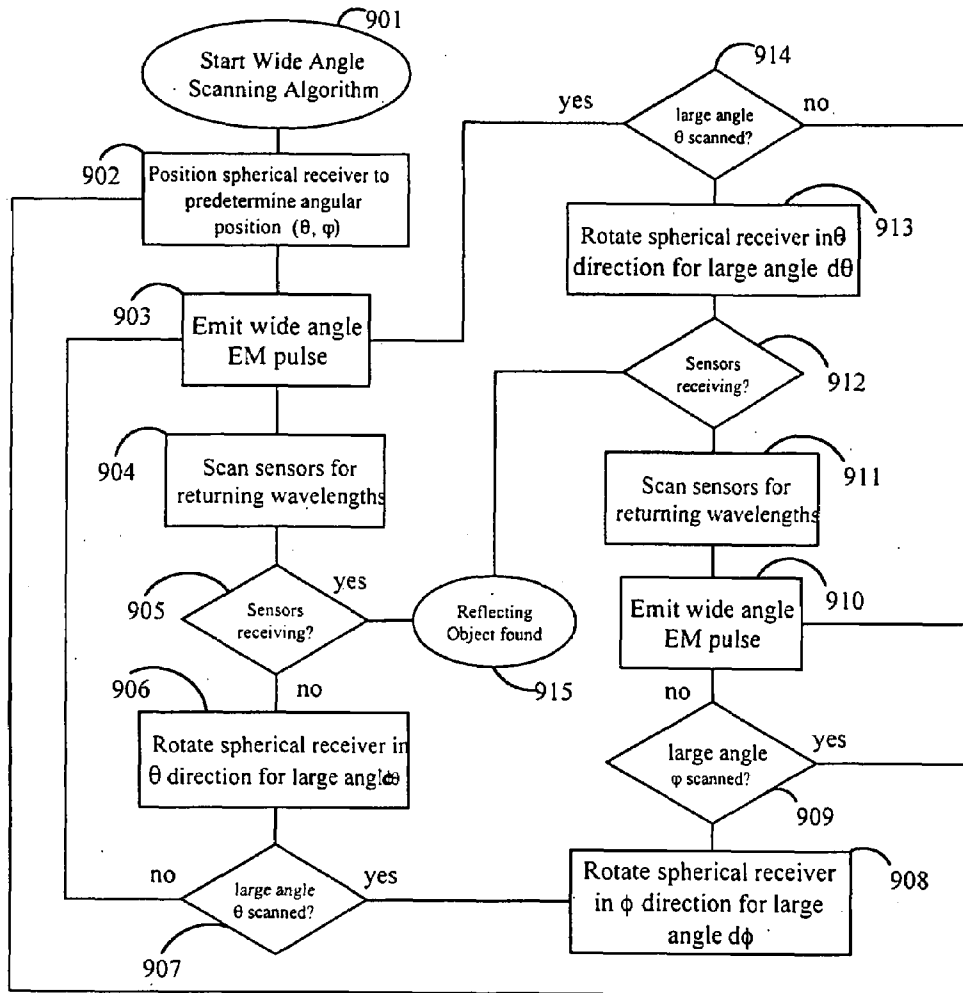 901
Start Wide Angle
Scanning Algorithm
902
Position spherical receiver to
predetermine angular
position (θ, φ)
903
Emit wide angle
EM pulse
904
Scan sensors for
returning wavelengths
905
Sensors
receiving?
yes
no
Reflecting
Object found
915
906
Rotate spherical receiver in
θ direction for large angle dθ
no
large angle
θ scanned?
yes
907
914
yes
large angle
θ scanned?
no
913
Rotate spherical receiver in θ
direction for large angle dθ
Sensors
receiving?
912
911
Scan sensors for
returning wavelengths
910
Emit wide angle
EM pulse
no
large angle
φ scanned?
yes
909
Rotate spherical receiver
in ϕ direction for large
angle dϕ
908